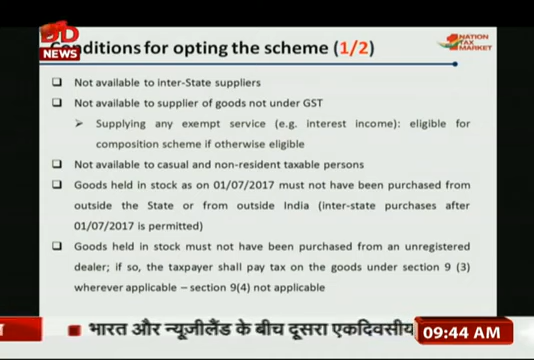 DD
NEWS
Conditions for opting the scheme (1/2)
NATION
TAX
MARKET
Not available to inter-State suppliers
Not available to supplier of goods not under GST
Supplying any exempt service (e.g. interest income): eligible for
composition scheme if otherwise eligible
Not available to casual and non-resident taxable persons
Goods held in stock as on 01/07/2017 must not have been purchased from
outside the State or from outside India (inter-state purchases after
01/07/2017 is permitted)
Goods held in stock must not have been purchased from an unregistered
dealer; if so, the taxpayer shall pay tax on the goods under section 9 (3)
wherever applicable – section 9(4) not applicable
भारत और न्यूजीलैंड के बीच दूसरा एकदिवसीय
09:44 AM